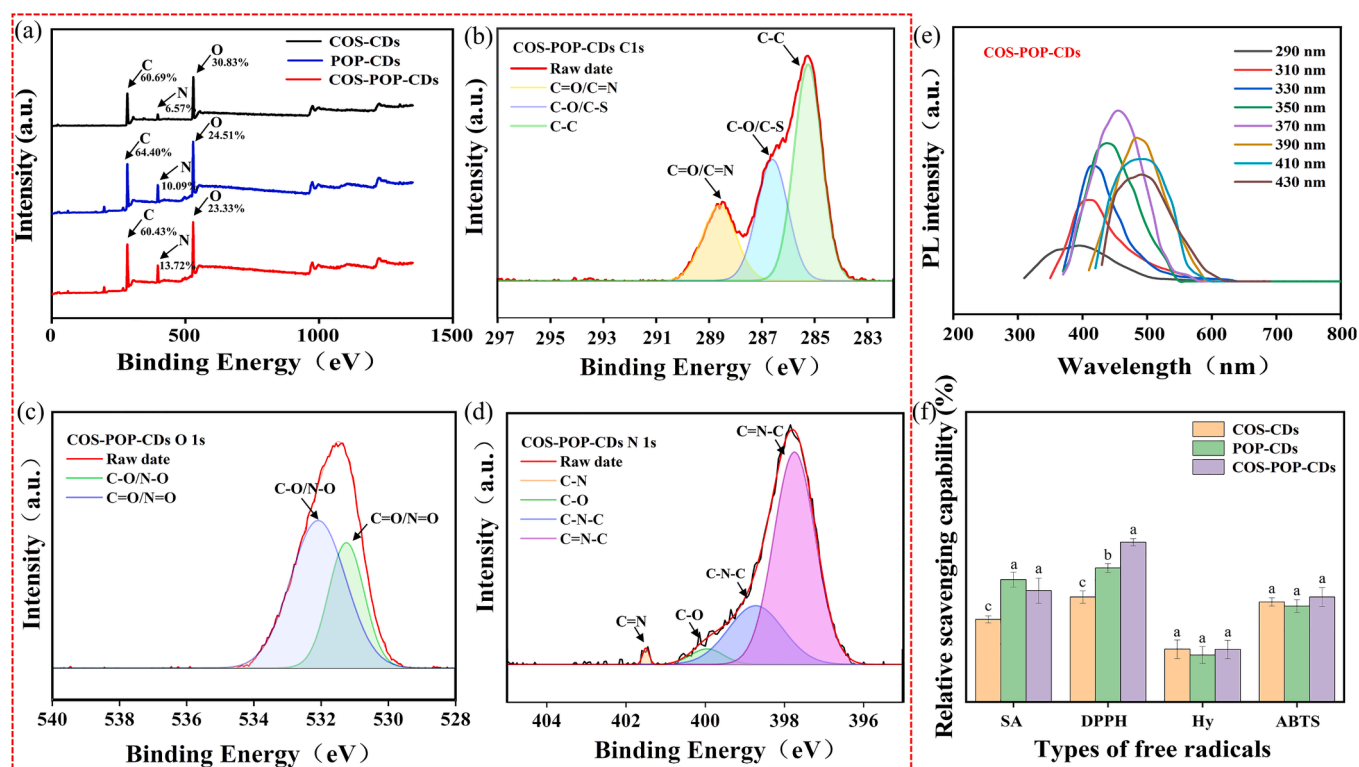 (a)
COS-CDs
POP-CDs
COS-POP-CDs
C
60.69%
N
6.57%
O
30.83%
C
64.40%
N
10.09%
O
24.51%
C
60.43%
N
13.72%
O
23.33%
Intensity (a.u.)
0 500 1000 1500
Binding Energy（eV）
(b)
COS-POP-CDs C1s
Raw date
C=O/C=N
C-O/C-S
C-C
C-C
C-O/C-S
C=O/C=N
Intensity (a.u.)
297 295 293 291 289 287 285 283
Binding Energy（eV）
(e)
COS-POP-CDs
290 nm
310 nm
330 nm
350 nm
370 nm
390 nm
410 nm
430 nm
PL intensity（a.u.）
200 300 400 500 600 700 800
Wavelength（nm）
(c)
COS-POP-CDs O 1s
Raw date
C-O/N-O
C=O/N=O
C-O/N-O
C=O/N=O
Intensity（a.u.）
540 538 536 534 532 530 528
Binding Energy（eV）
(d)
COS-POP-CDs N 1s
Raw date
C-N
C-O
C-N-C
C=N-C
C=N-C
C-N-C
C-O
C=N
Intensity（a.u.）
404 402 400 398 396
Binding Energy（eV）
(f)
COS-CDs
POP-CDs
COS-POP-CDs
c a a
c b a
a a a
a a a
Relative scavenging capability (%)
SA DPPH Hy ABTS
Types of free radicals